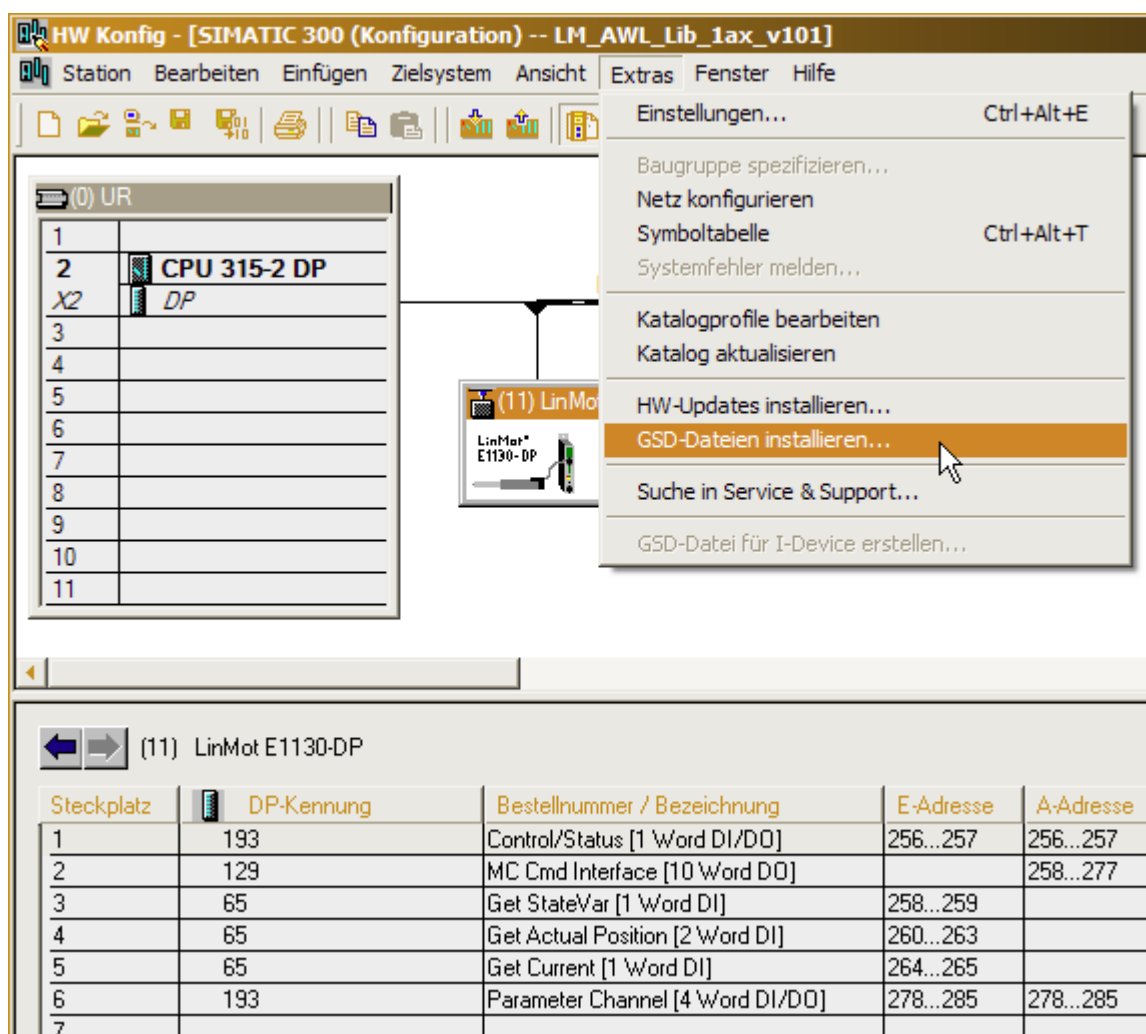 HW Konfig - [SIMATIC 300 (Konfiguration) -- LM_AWL_Lib_1ax_v101]
Station Bearbeiten Einfügen Zielsystem Ansicht Extras Fenster Hilfe
Einstellungen... Ctrl+Alt+E
Baugruppe spezifizieren...
Netz konfigurieren
Symboltabelle Ctrl+Alt+T
Systemfehler melden...
Katalogprofile bearbeiten
Katalog aktualisieren
HW-Updates installieren...
GSD-Dateien installieren...
Suche in Service & Support...
GSD-Datei für I-Device erstellen...
(0) UR
1
2 CPU 315-2 DP
X2 DP
3
4
5
6
7
8
9
10
11
(11) LinMo
LinMot®
E1130-DP
(11) LinMot E1130-DP
Steckplatz DP-Kennung Bestellnummer / Bezeichnung E-Adresse A-Adresse
1 193 Control/Status [1 Word DI/DO] 256...257 256...257
2 129 MC Cmd Interface [10 Word DO] 258...277
3 65 Get StateVar [1 Word DI] 258...259
4 65 Get Actual Position [2 Word DI] 260...263
5 65 Get Current [1 Word DI] 264...265
6 193 Parameter Channel [4 Word DI/DO] 278...285 278...285
7